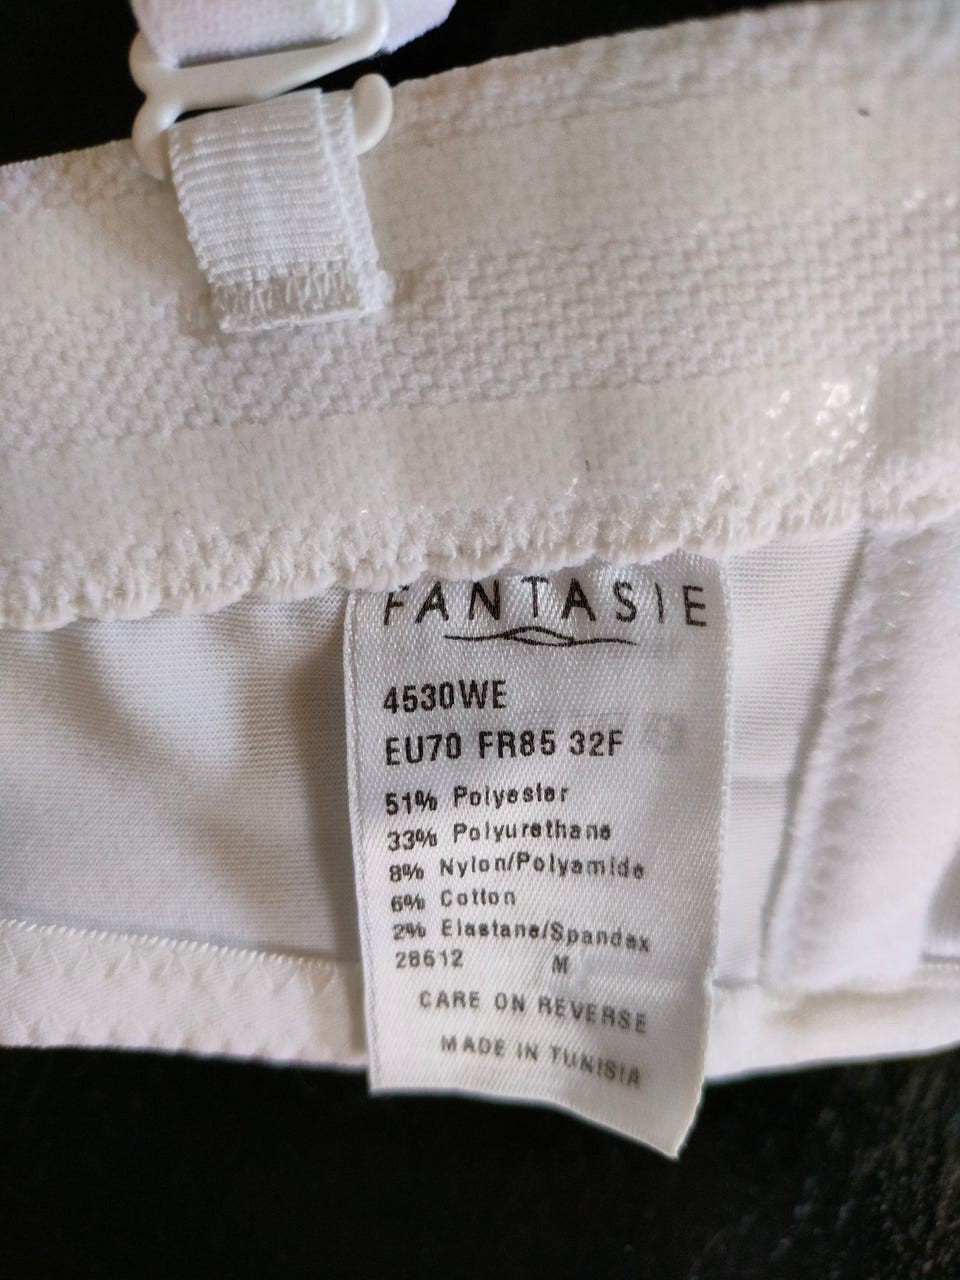 FANTASIE
4530WE
EU70 FR85 32F
51% Polyester
33% Polyurethane
8% Nylon/Polyamide
6% Cotton
2% Elastane/Spandex
28612 M
CARE ON REVERSE
MADE IN TUNISIA